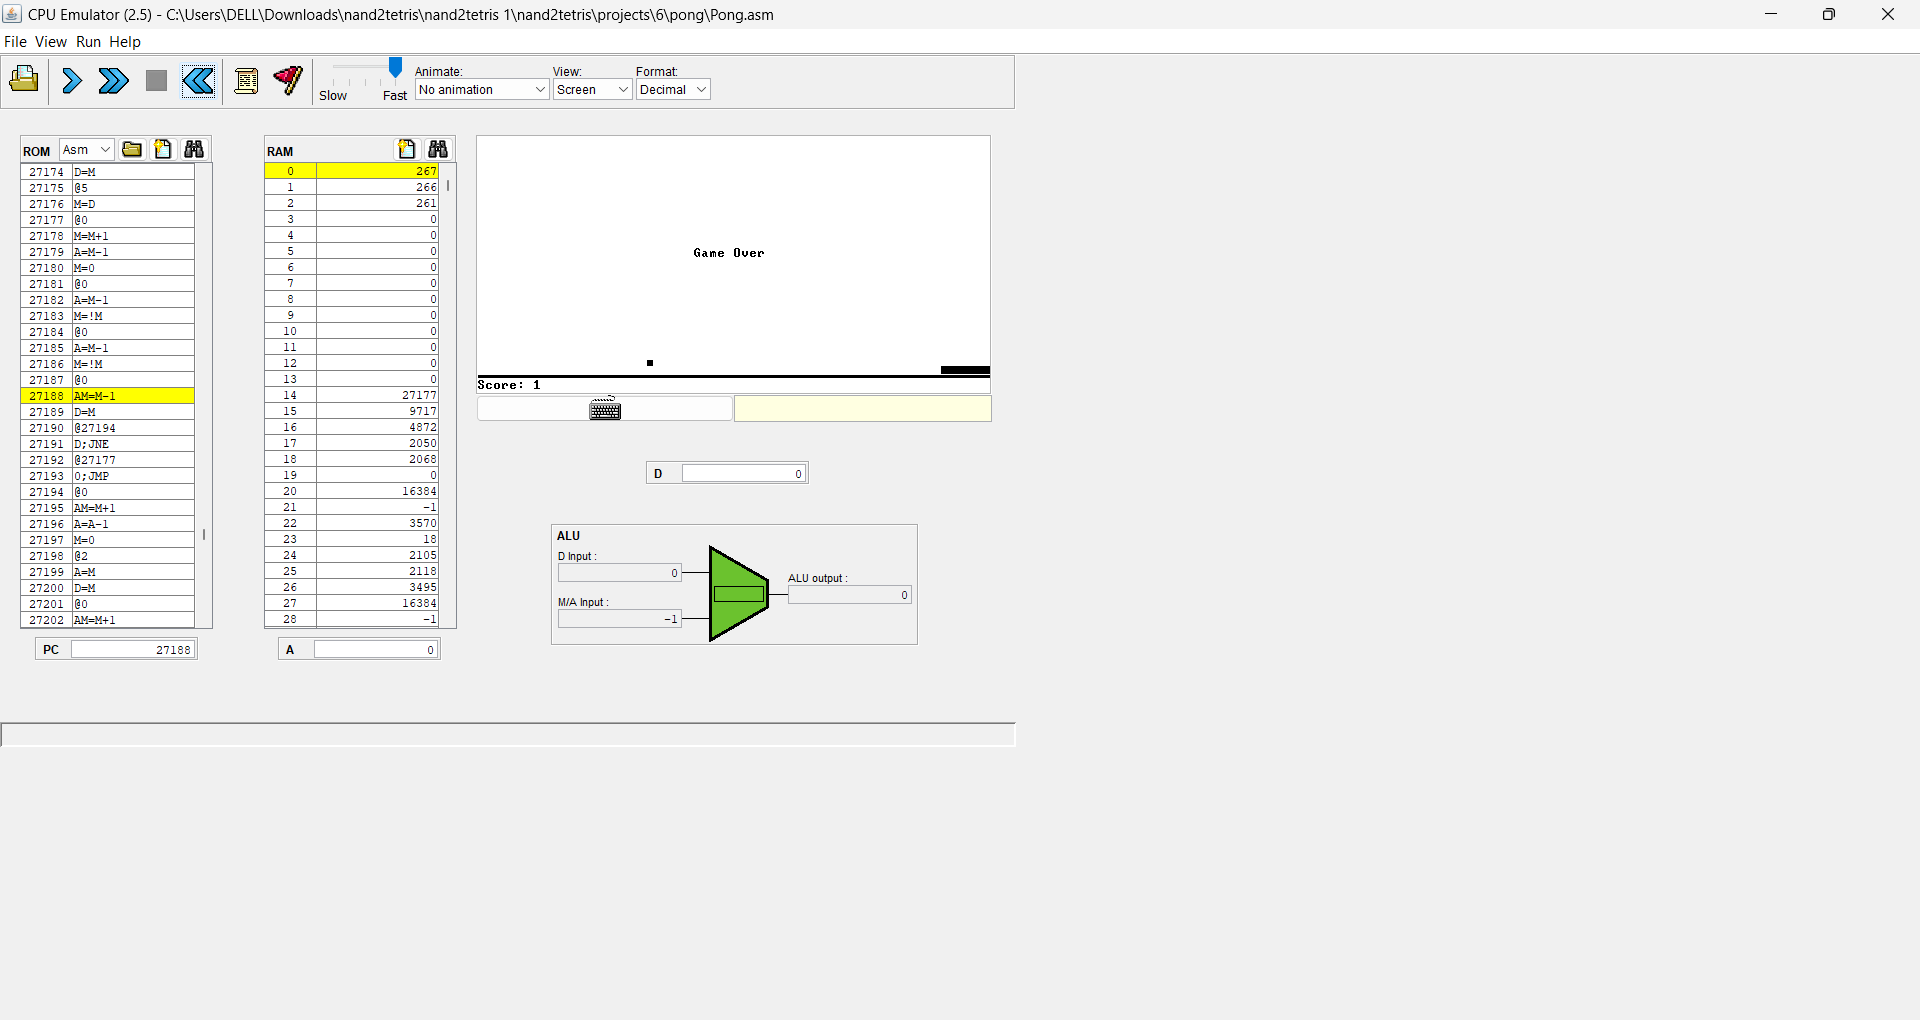 CPU Emulator (2.5) - C:\Users\DELL\Downloads\nand2tetris\nand2tetris 1\nand2tetris\projects\6\pong\Pong.asm
File View Run Help
Slow Fast
Animate:
No animation
View:
Screen
Format:
Decimal
ROM Asm
27174 D=M
27175 @5
27176 M=D
27177 @0
27178 M=M+1
27179 A=M-1
27180 M=0
27181 @0
27182 A=M-1
27183 M=!M
27184 @0
27185 A=M-1
27186 M=!M
27187 @0
27188 AM=M-1
27189 D=M
27190 @27194
27191 D;JNE
27192 @27177
27193 0;JMP
27194 @0
27195 AM=M+1
27196 A=A-1
27197 M=0
27198 @2
27199 A=M
27200 D=M
27201 @0
27202 AM=M+1
PC 27188
RAM
0 267
1 266
2 261
3 0
4 0
5 0
6 0
7 0
8 0
9 0
10 0
11 0
12 0
13 0
14 27177
15 9717
16 4872
17 2050
18 2068
19 0
20 16384
21 -1
22 3570
23 18
24 2105
25 2118
26 3495
27 16384
28 -1
A 0
Game Over
Score: 1
D 0
ALU
D Input :
0
M/A Input :
-1
ALU output :
0